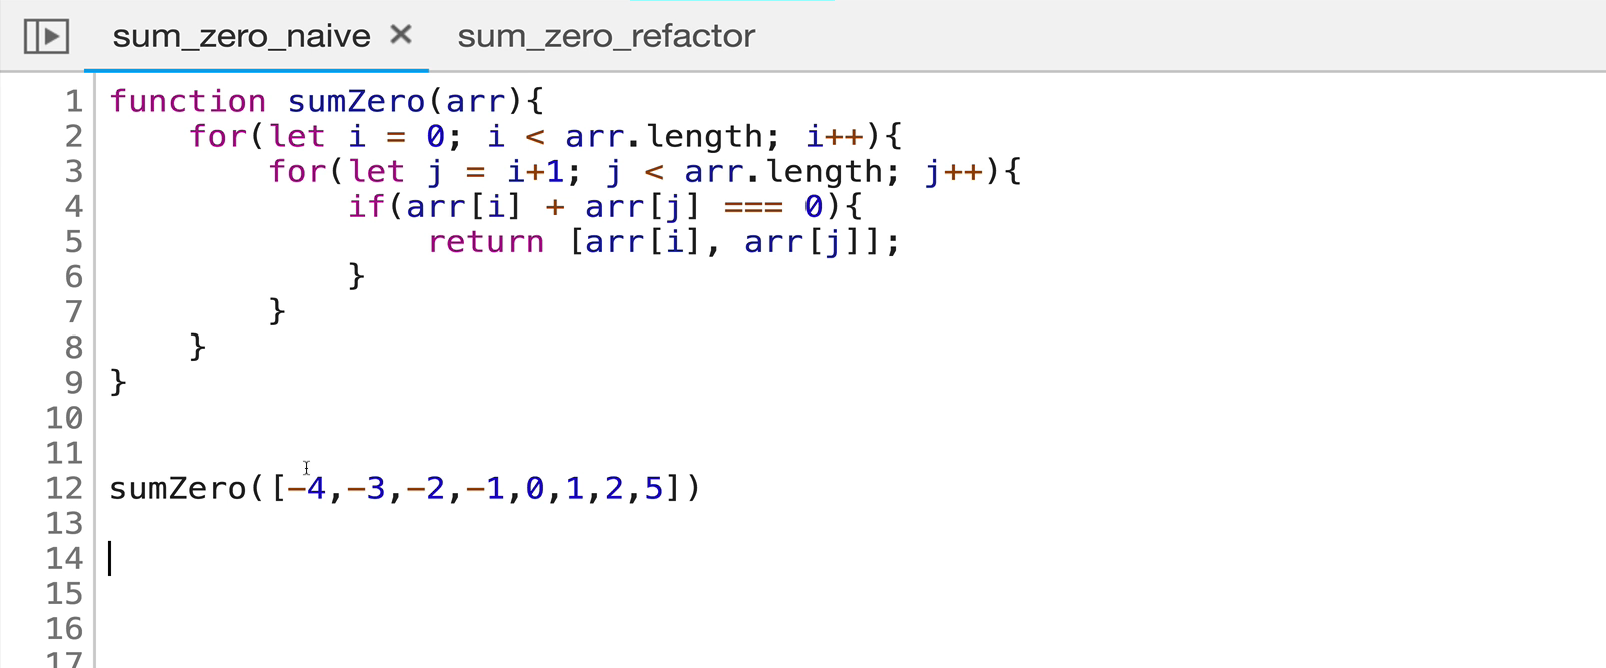 sum_zero_naive × sum_zero_refactor
1 function sumZero(arr){
2 for(let i = 0; i < arr.length; i++){
3 for(let j = i+1; j < arr.length; j++){
4 if(arr[i] + arr[j] === 0){
5 return [arr[i], arr[j]];
6 }
7 }
8 }
9 }
10
11
12 sumZero([-4,-3,-2,-1,0,1,2,5])
13
14
15
16
17